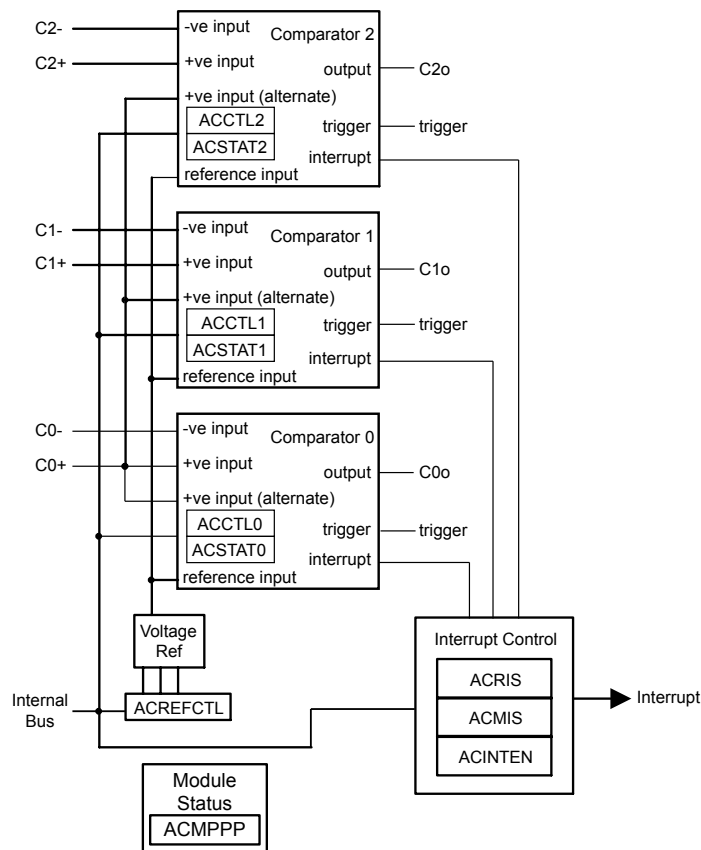 C2-
-ve input
Comparator 2
C2+
+ve input
output
C2o
+ve input (alternate)
ACCTL2
trigger
trigger
ACSTAT2
interrupt
reference input
C1-
-ve input
Comparator 1
C1+
+ve input
output
C1o
+ve input (alternate)
ACCTL1
trigger
trigger
ACSTAT1
interrupt
reference input
C0-
-ve input
Comparator 0
C0+
+ve input
output
C0o
+ve input (alternate)
ACCTL0
trigger
trigger
ACSTAT0
interrupt
reference input
Voltage
Ref
Interrupt Control
ACRIS
Internal
Bus
ACREFCTL
ACMIS
Interrupt
ACINTEN
Module
Status
ACMPPP